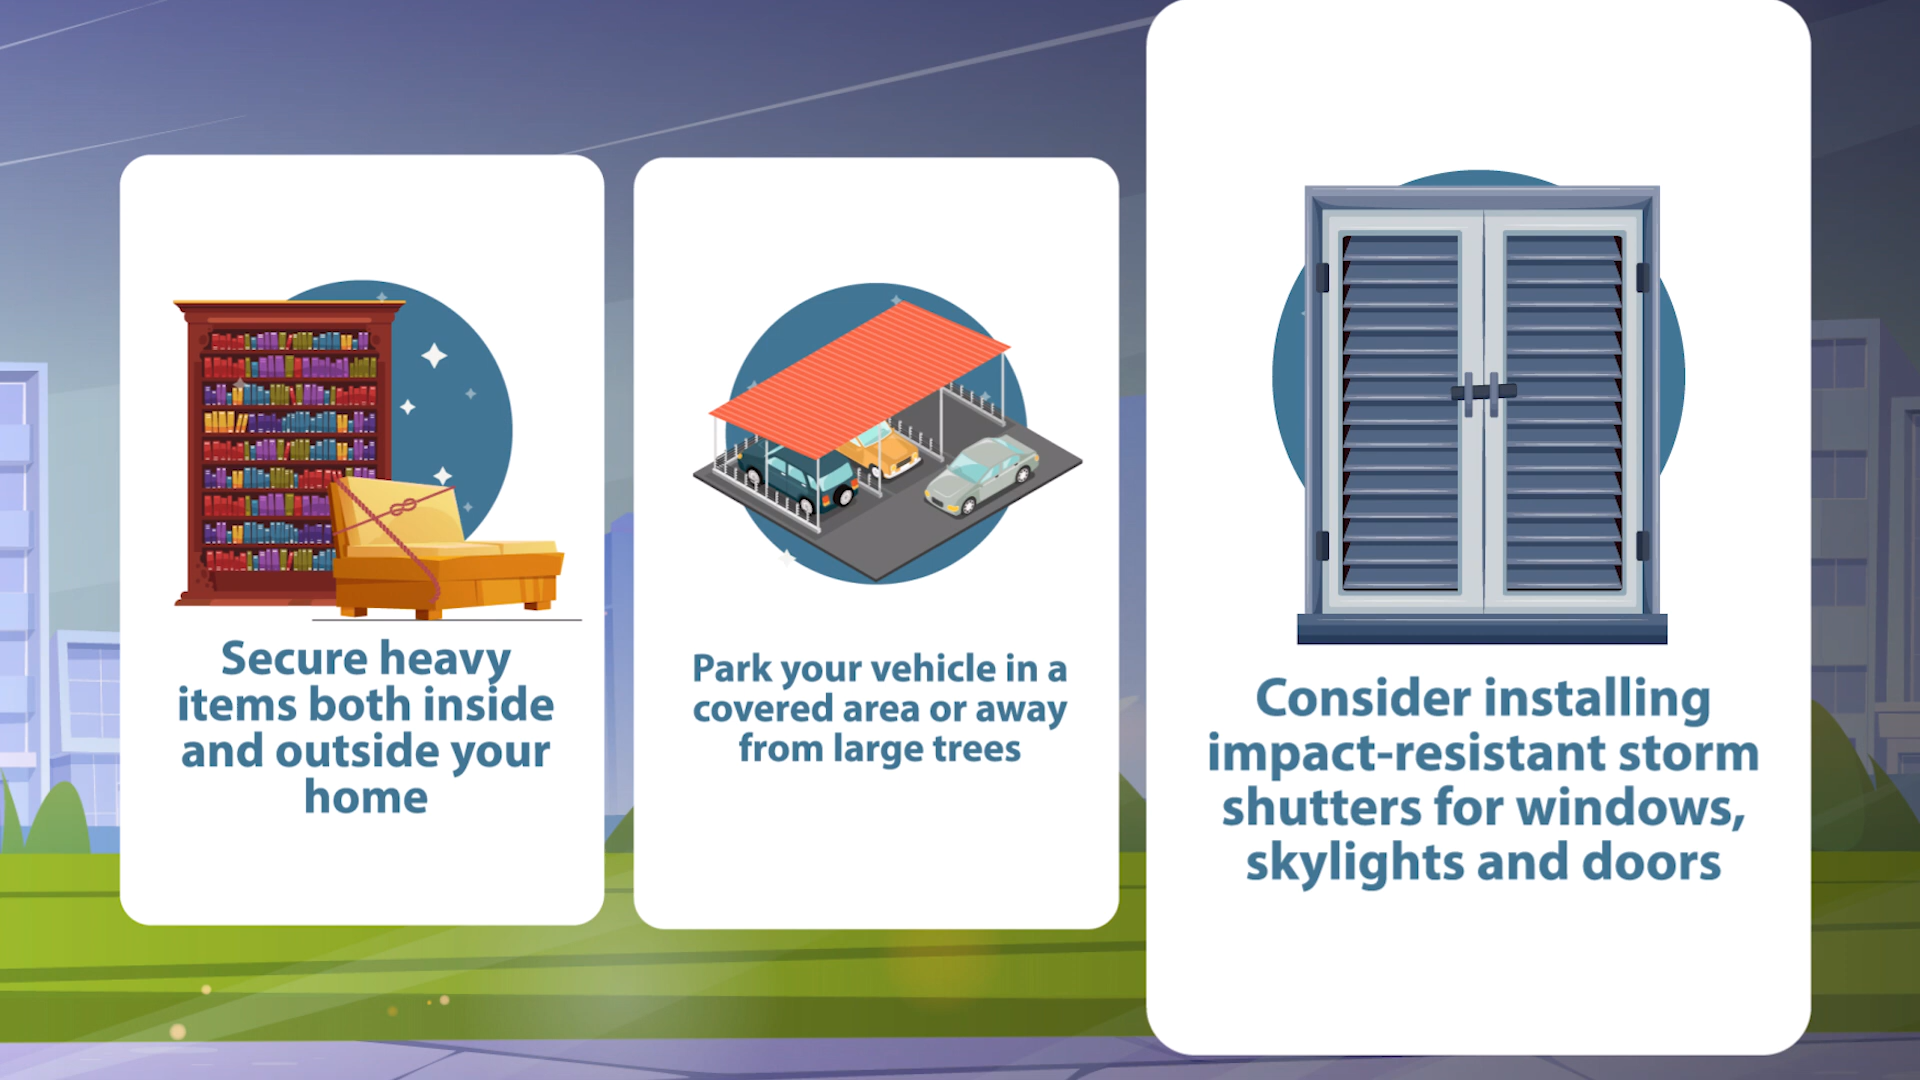 Secure heavy
items both inside
and outside your
home
Park your vehicle in a
covered area or away
from large trees
Consider installing
impact-resistant storm
shutters for windows,
skylights and doors